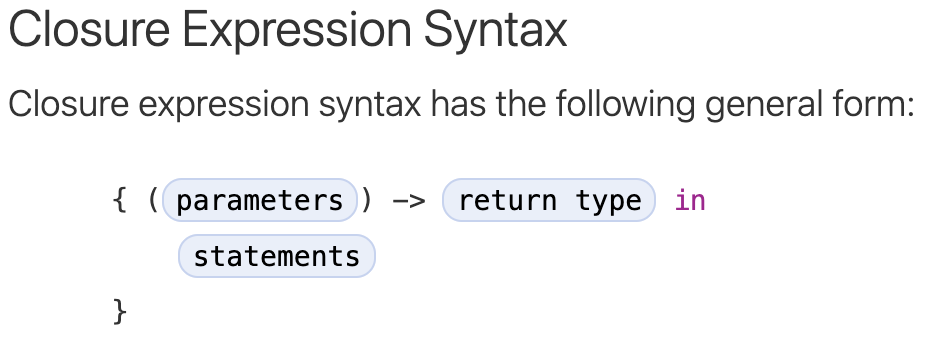 Closure Expression Syntax
Closure expression syntax has the following general form:
{ (parameters) -> return type in
statements
}